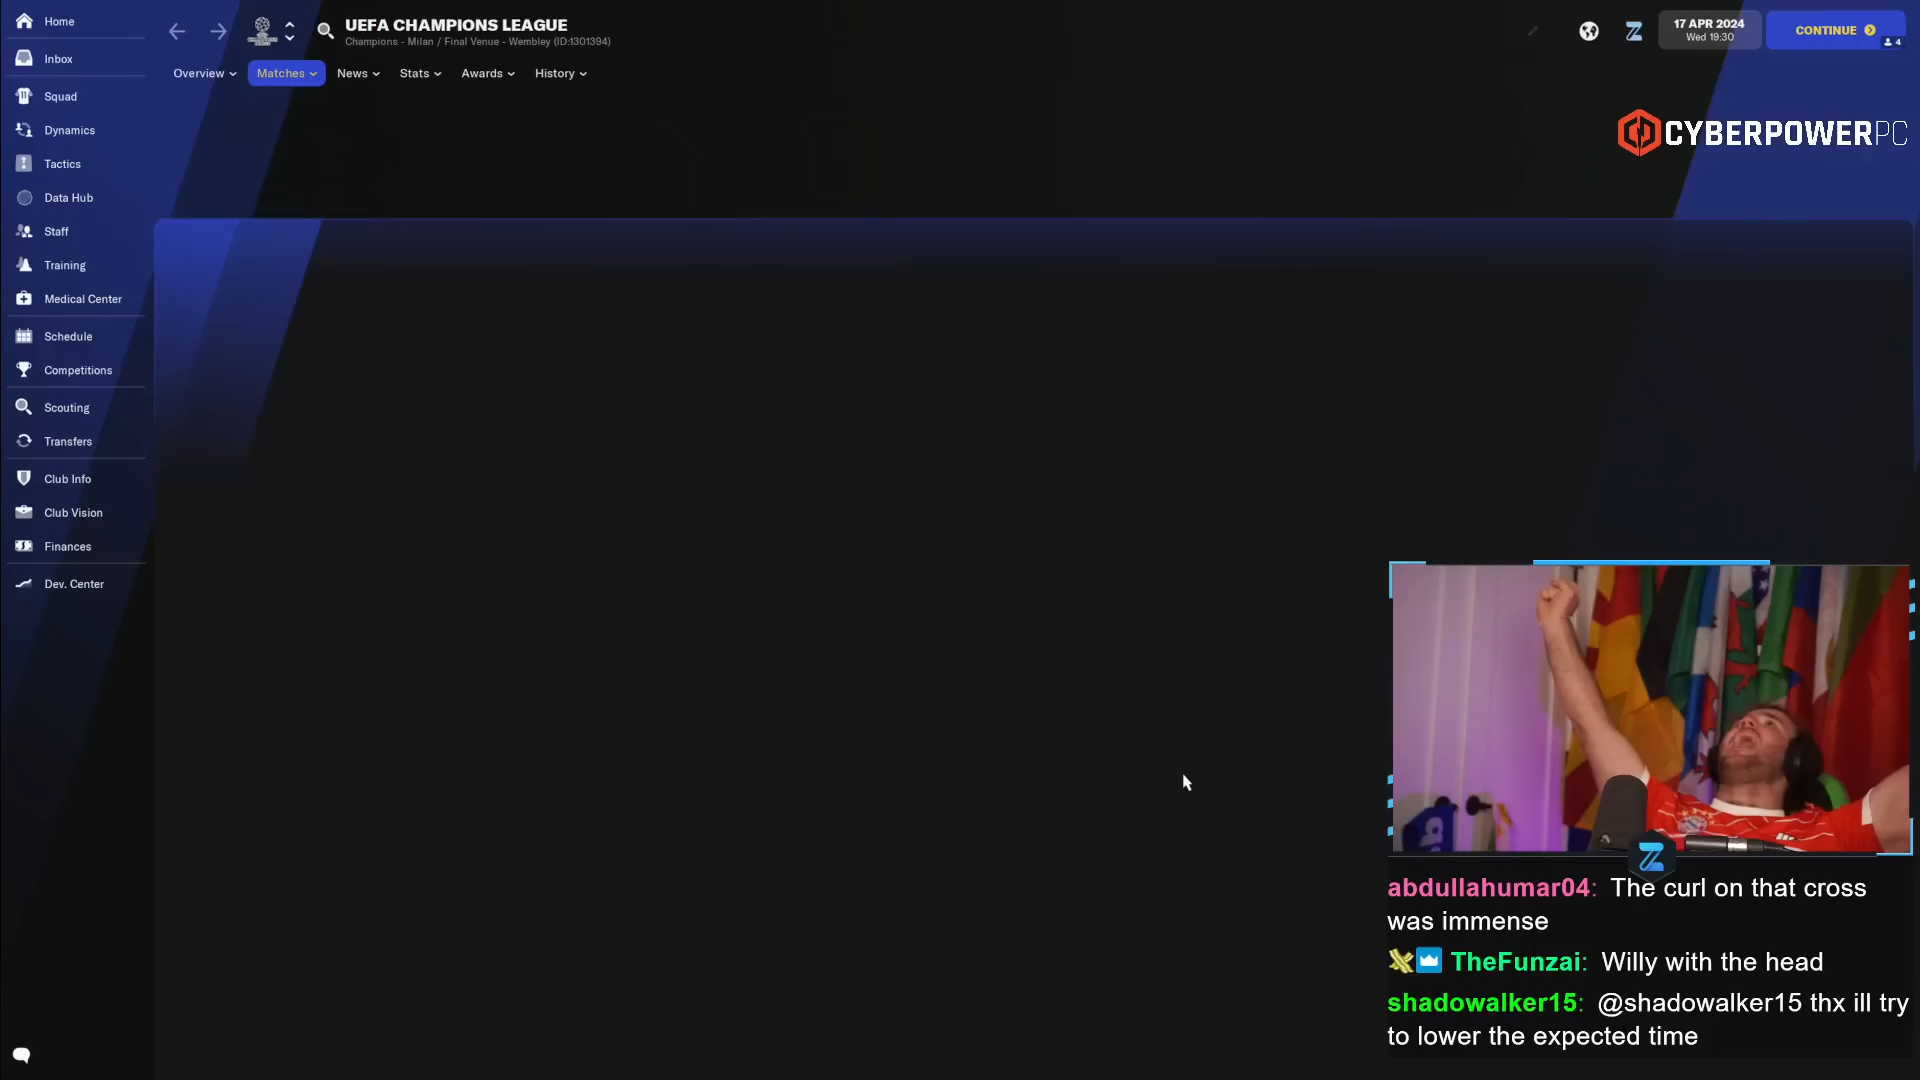 Home
Inbox
Squad
Dynamics
Tactics
Data Hub
Staff
Training
Medical Center
Schedule
Competitions
Scouting
Transfers
Club Info
Club Vision
Finances
Dev. Center
UEFA CHAMPIONS LEAGUE
Champions - Milan / Final Venue - Wembley (ID:1301394)
Overview
Matches
News
Stats
Awards
History
17 APR 2024
Wed 19:30
CONTINUE
4
CYBERPOWERPC
abdullahumar04: The curl on that cross
was immense
TheFunzai: Willy with the head
shadowalker15: @shadowalker15 thx ill try
to lower the expected time